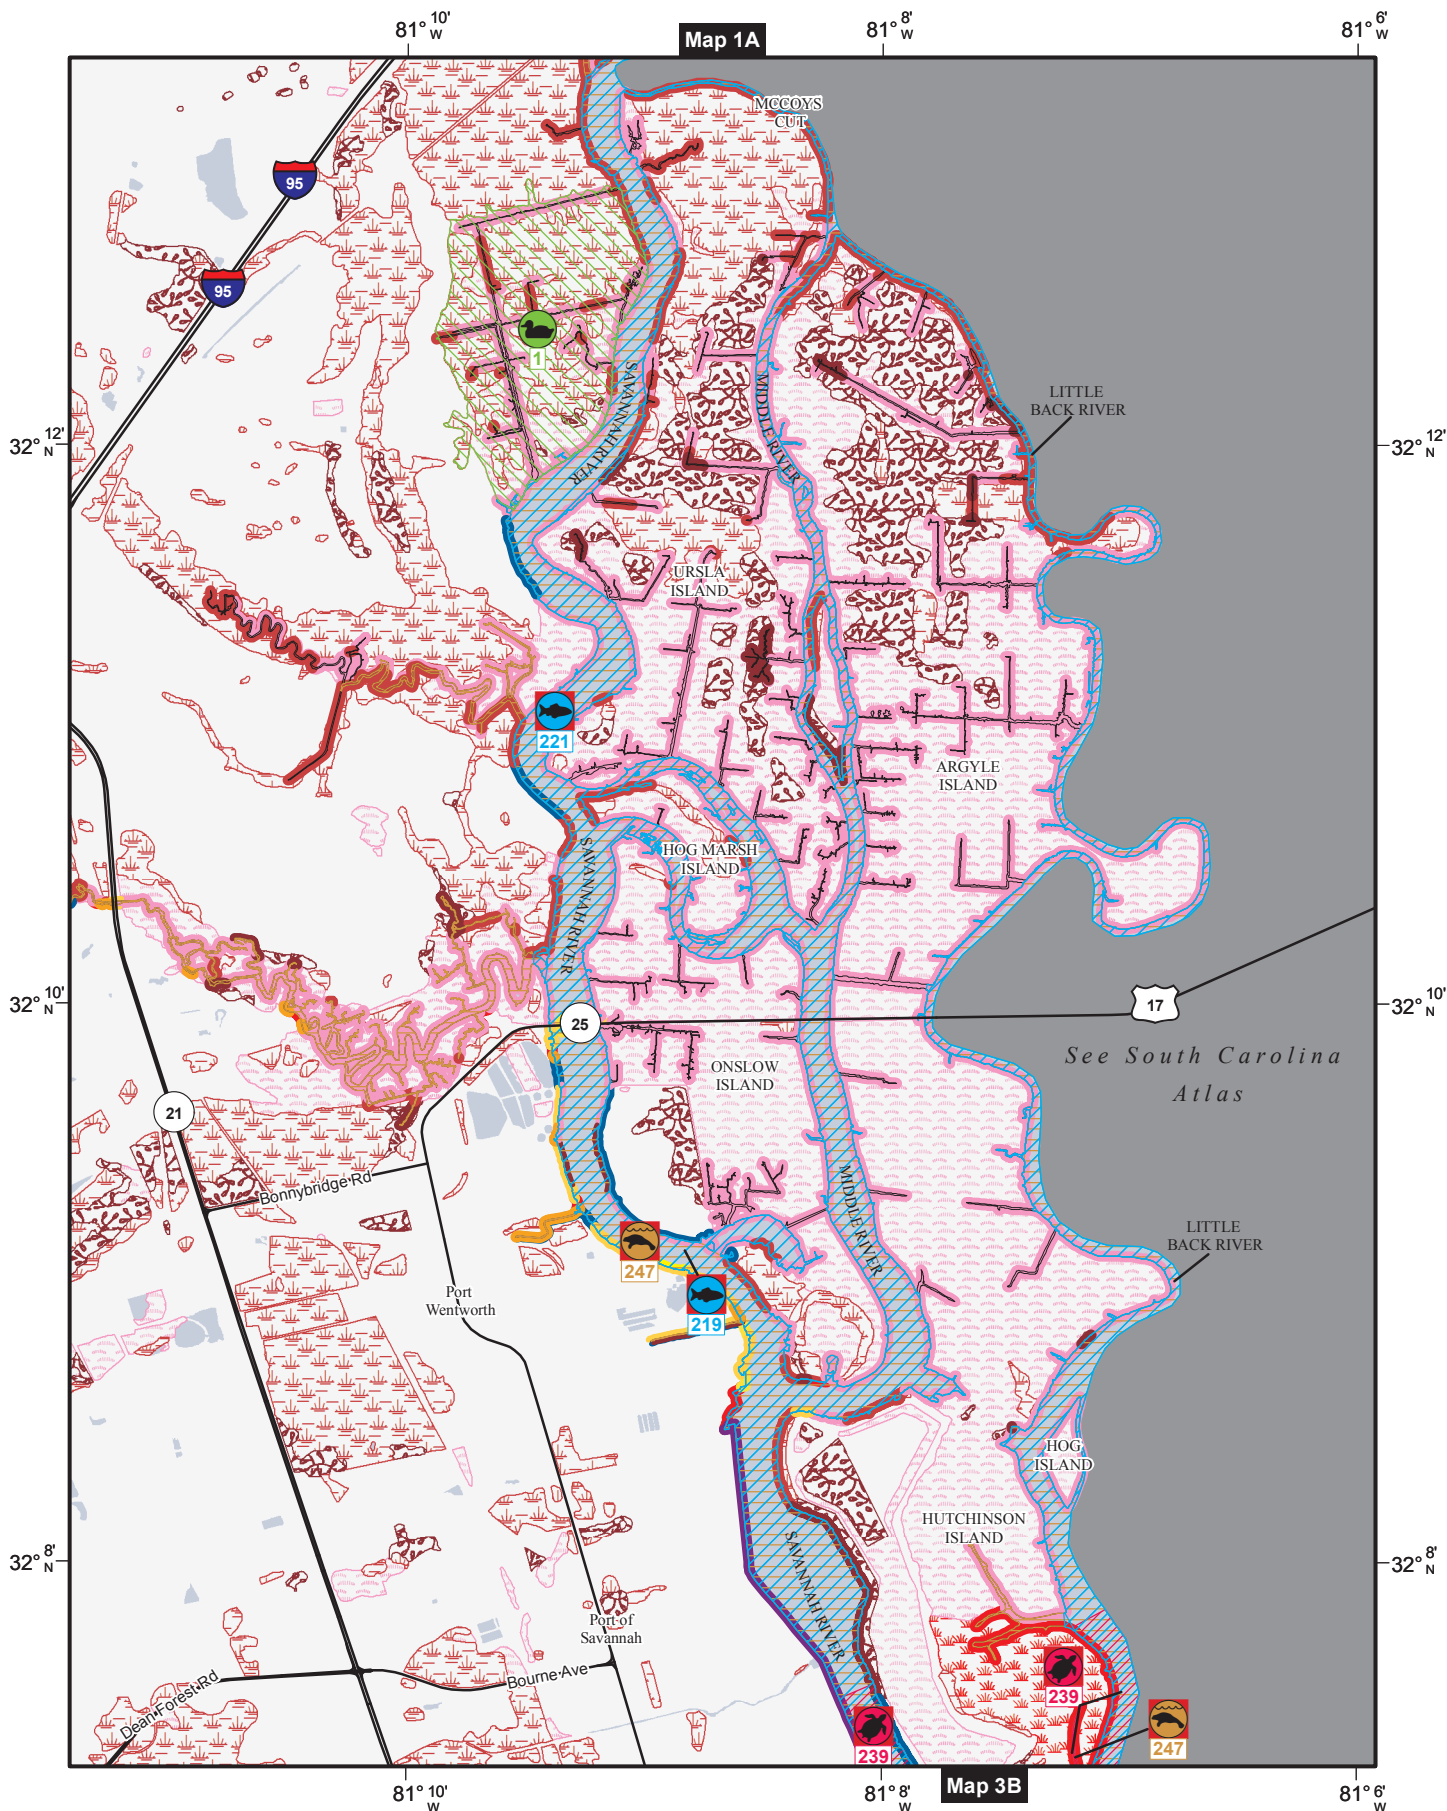 81° 10' W
Map 1A
81° 8' W
81° 6' W
MCCOYS
CUT
95
95
1
SAVANNAH RIVER
MIDDLE RIVER
LITTLE
BACK RIVER
32° 12' N
32° 12' N
URSLA
ISLAND
221
ARGYLE
ISLAND
HOG MARSH
ISLAND
SAVANNAH RIVER
32° 10' N
32° 10' N
25
17
See South Carolina
Atlas
ONSLOW
ISLAND
21
Bonnybridge Rd
MIDDLE RIVER
LITTLE
BACK RIVER
247
Port
Wentworth
219
HOG
ISLAND
HUTCHINSON
ISLAND
32° 8' N
32° 8' N
SAVANNAH RIVER
Port of
Savannah
Bourne Ave
Dean Forest Rd
239
239
247
81° 10' W
81° 8' W
Map 3B
81° 6' W